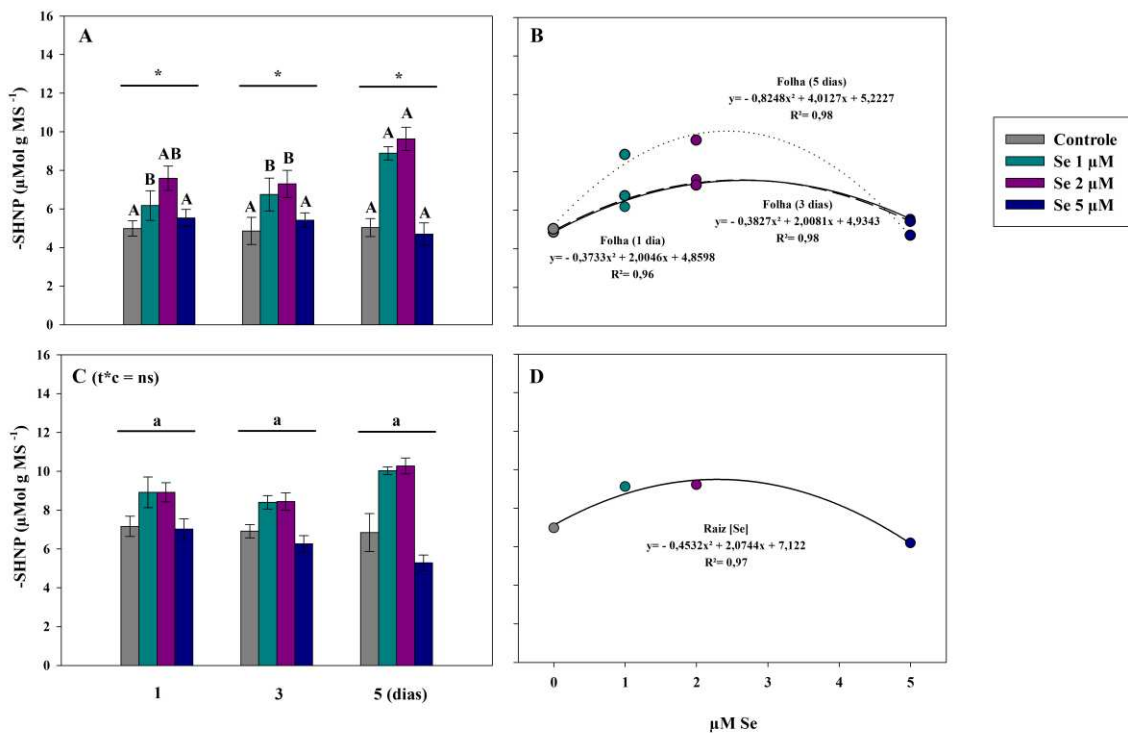 A
-SHNP (µMol g MS ⁻¹)
16
14
12
10
8
6
4
2
0
* * *
A B AB A
A B B A
A A A A
B
Folha (5 dias)
y= - 0,8248x² + 4,0127x + 5,2227
R²= 0,98
Folha (3 dias)
y= - 0,3827x² + 2,0081x + 4,9343
R²= 0,98
Folha (1 dia)
y= - 0,3733x² + 2,0046x + 4,8598
R²= 0,96
Controle
Se 1 µM
Se 2 µM
Se 5 µM
C (t*c = ns)
-SHNP (µMol g MS ⁻¹)
16
14
12
10
8
6
4
2
0
a a a
1 3 5 (dias)
D
Raiz [Se]
y= - 0,4532x² + 2,0744x + 7,122
R²= 0,97
0 1 2 3 4 5
µM Se